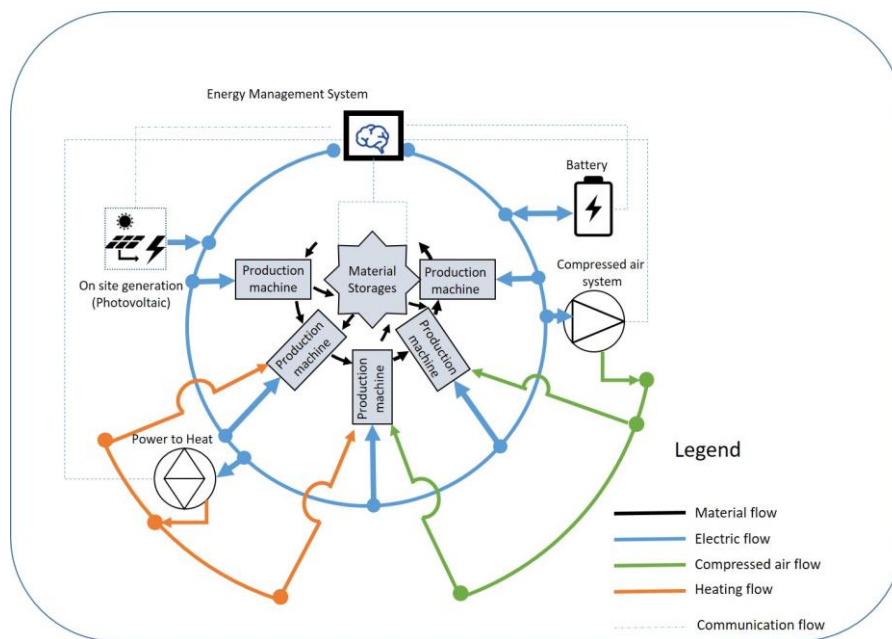 Energy Management System
Battery
Compressed air
system
On site generation
(Photovoltaic)
Production
machine
Material
Storages
Production
machine
Production
machine
Production
machine
Production
machine
Power to Heat
Legend
Material flow
Electric flow
Compressed air flow
Heating flow
Communication flow